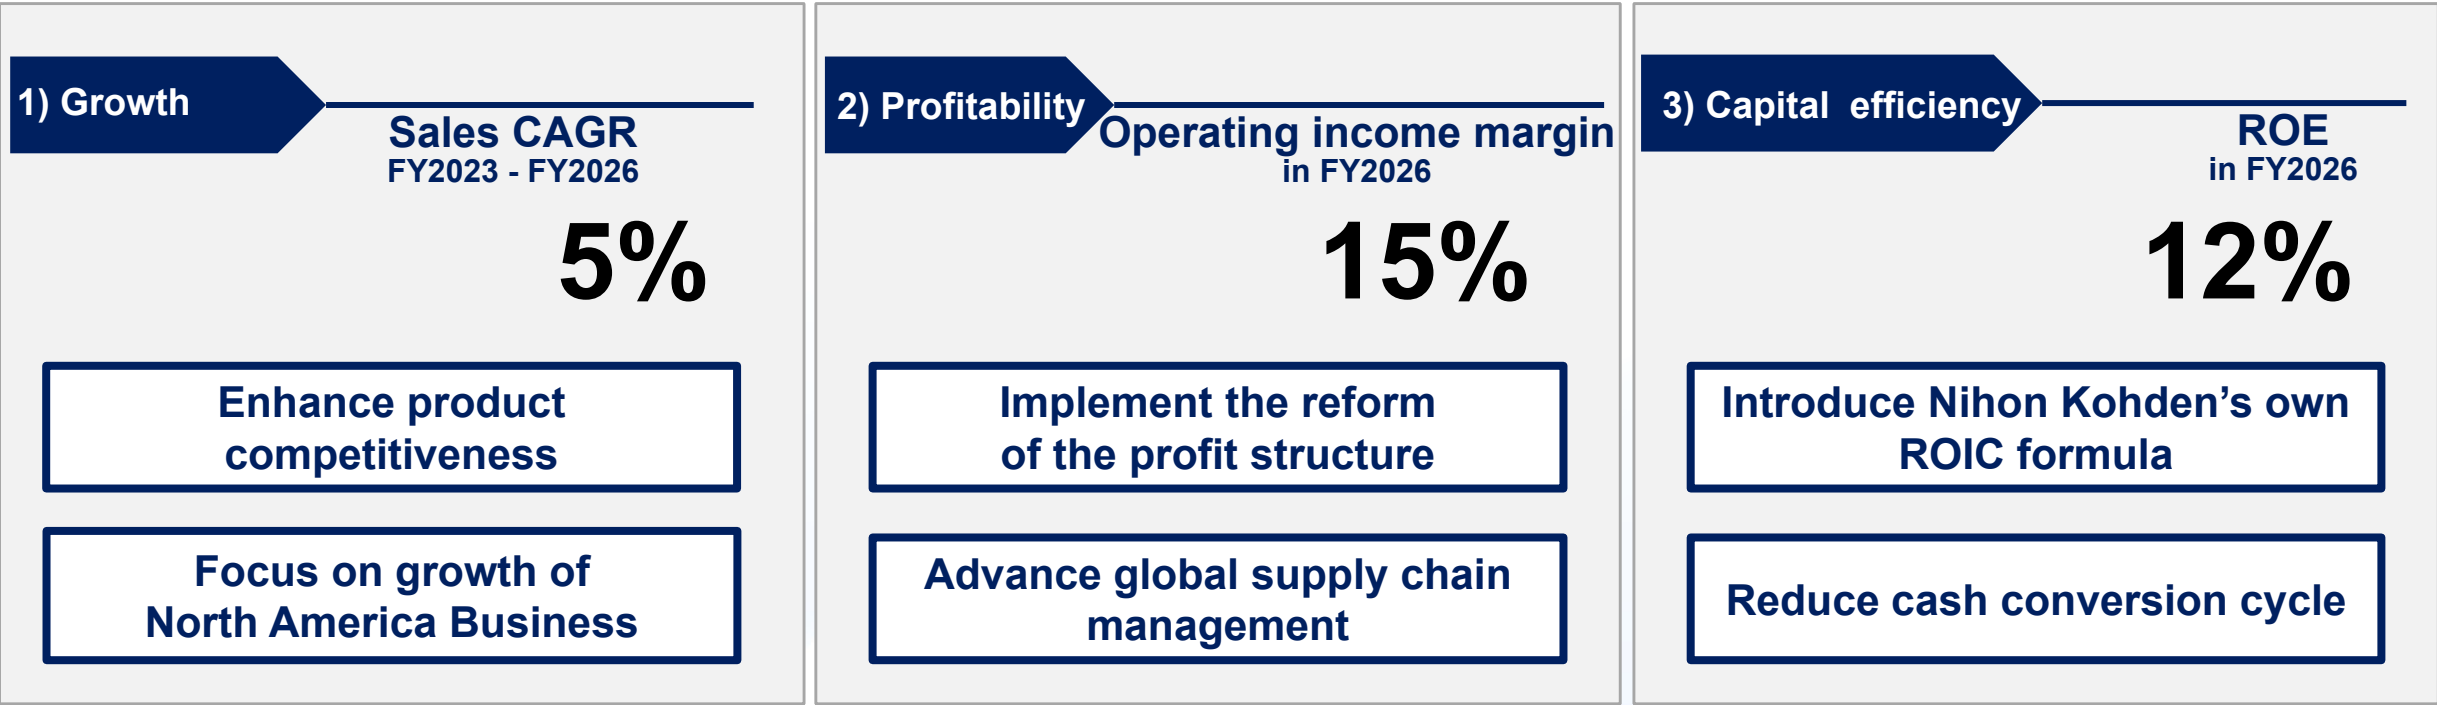 1) Growth
Sales CAGR
FY2023 - FY2026
5%
Enhance product
competitiveness
Focus on growth of
North America Business
2) Profitability
Operating income margin
in FY2026
15%
Implement the reform
of the profit structure
Advance global supply chain
management
3) Capital  efficiency
ROE
in FY2026
12%
Introduce Nihon Kohden’s own
ROIC formula
Reduce cash conversion cycle